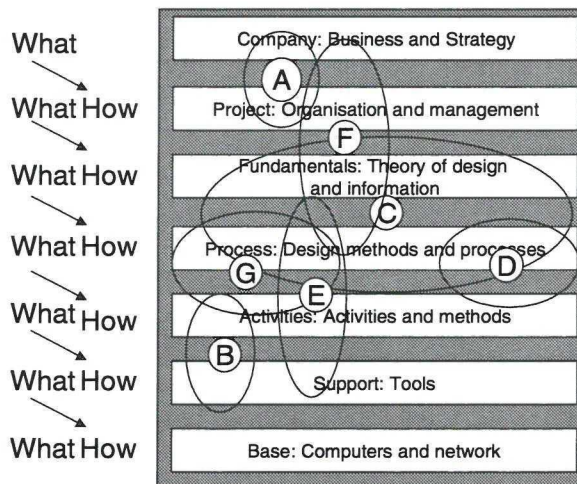 What
Company: Business and Strategy
A
What How
Project: Organisation and management
F
What How
Fundamentals: Theory of design
and information
C
What How
Process: Design methods and processes
G
D
E
What How
Activities: Activities and methods
B
What How
Support: Tools
What How
Base: Computers and network